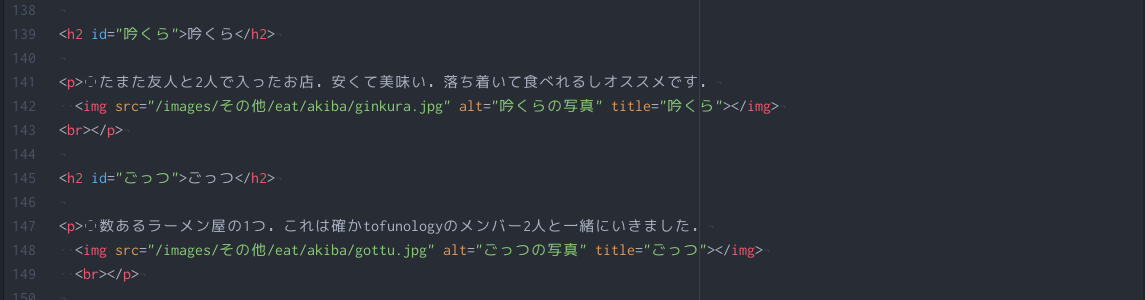 138
139 <h2 id="吟くら">吟くら</h2>
140
141 <p>　たまた友人と2人で入ったお店．安くて美味い．落ち着いて食べれるしオススメです．
142 <img src="/images/その他/eat/akiba/ginkura.jpg" alt="吟くらの写真" title="吟くら"></img>
143 <br></p>
144
145 <h2 id="ごっつ">ごっつ</h2>
146
147 <p>　数あるラーメン屋の1つ．これは確かtofunologyのメンバー2人と一緒にいきました．
148 <img src="/images/その他/eat/akiba/gottu.jpg" alt="ごっつの写真" title="ごっつ"></img>
149 <br></p>
150